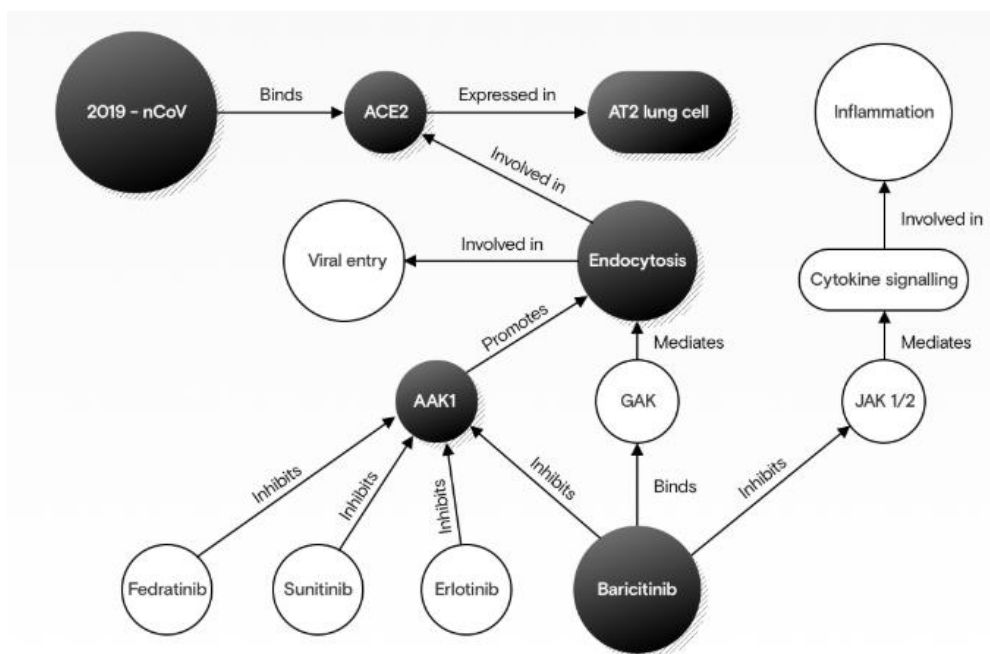 2019 - nCoV
Binds
ACE2
Expressed in
AT2 lung cell
Inflammation
Involved in
Involved in
Viral entry
Involved in
Endocytosis
Cytokine signalling
Promotes
Mediates
Mediates
AAK1
GAK
JAK 1/2
Inhibits
Inhibits
Inhibits
Inhibits
Binds
Inhibits
Fedratinib
Sunitinib
Erlotinib
Baricitinib